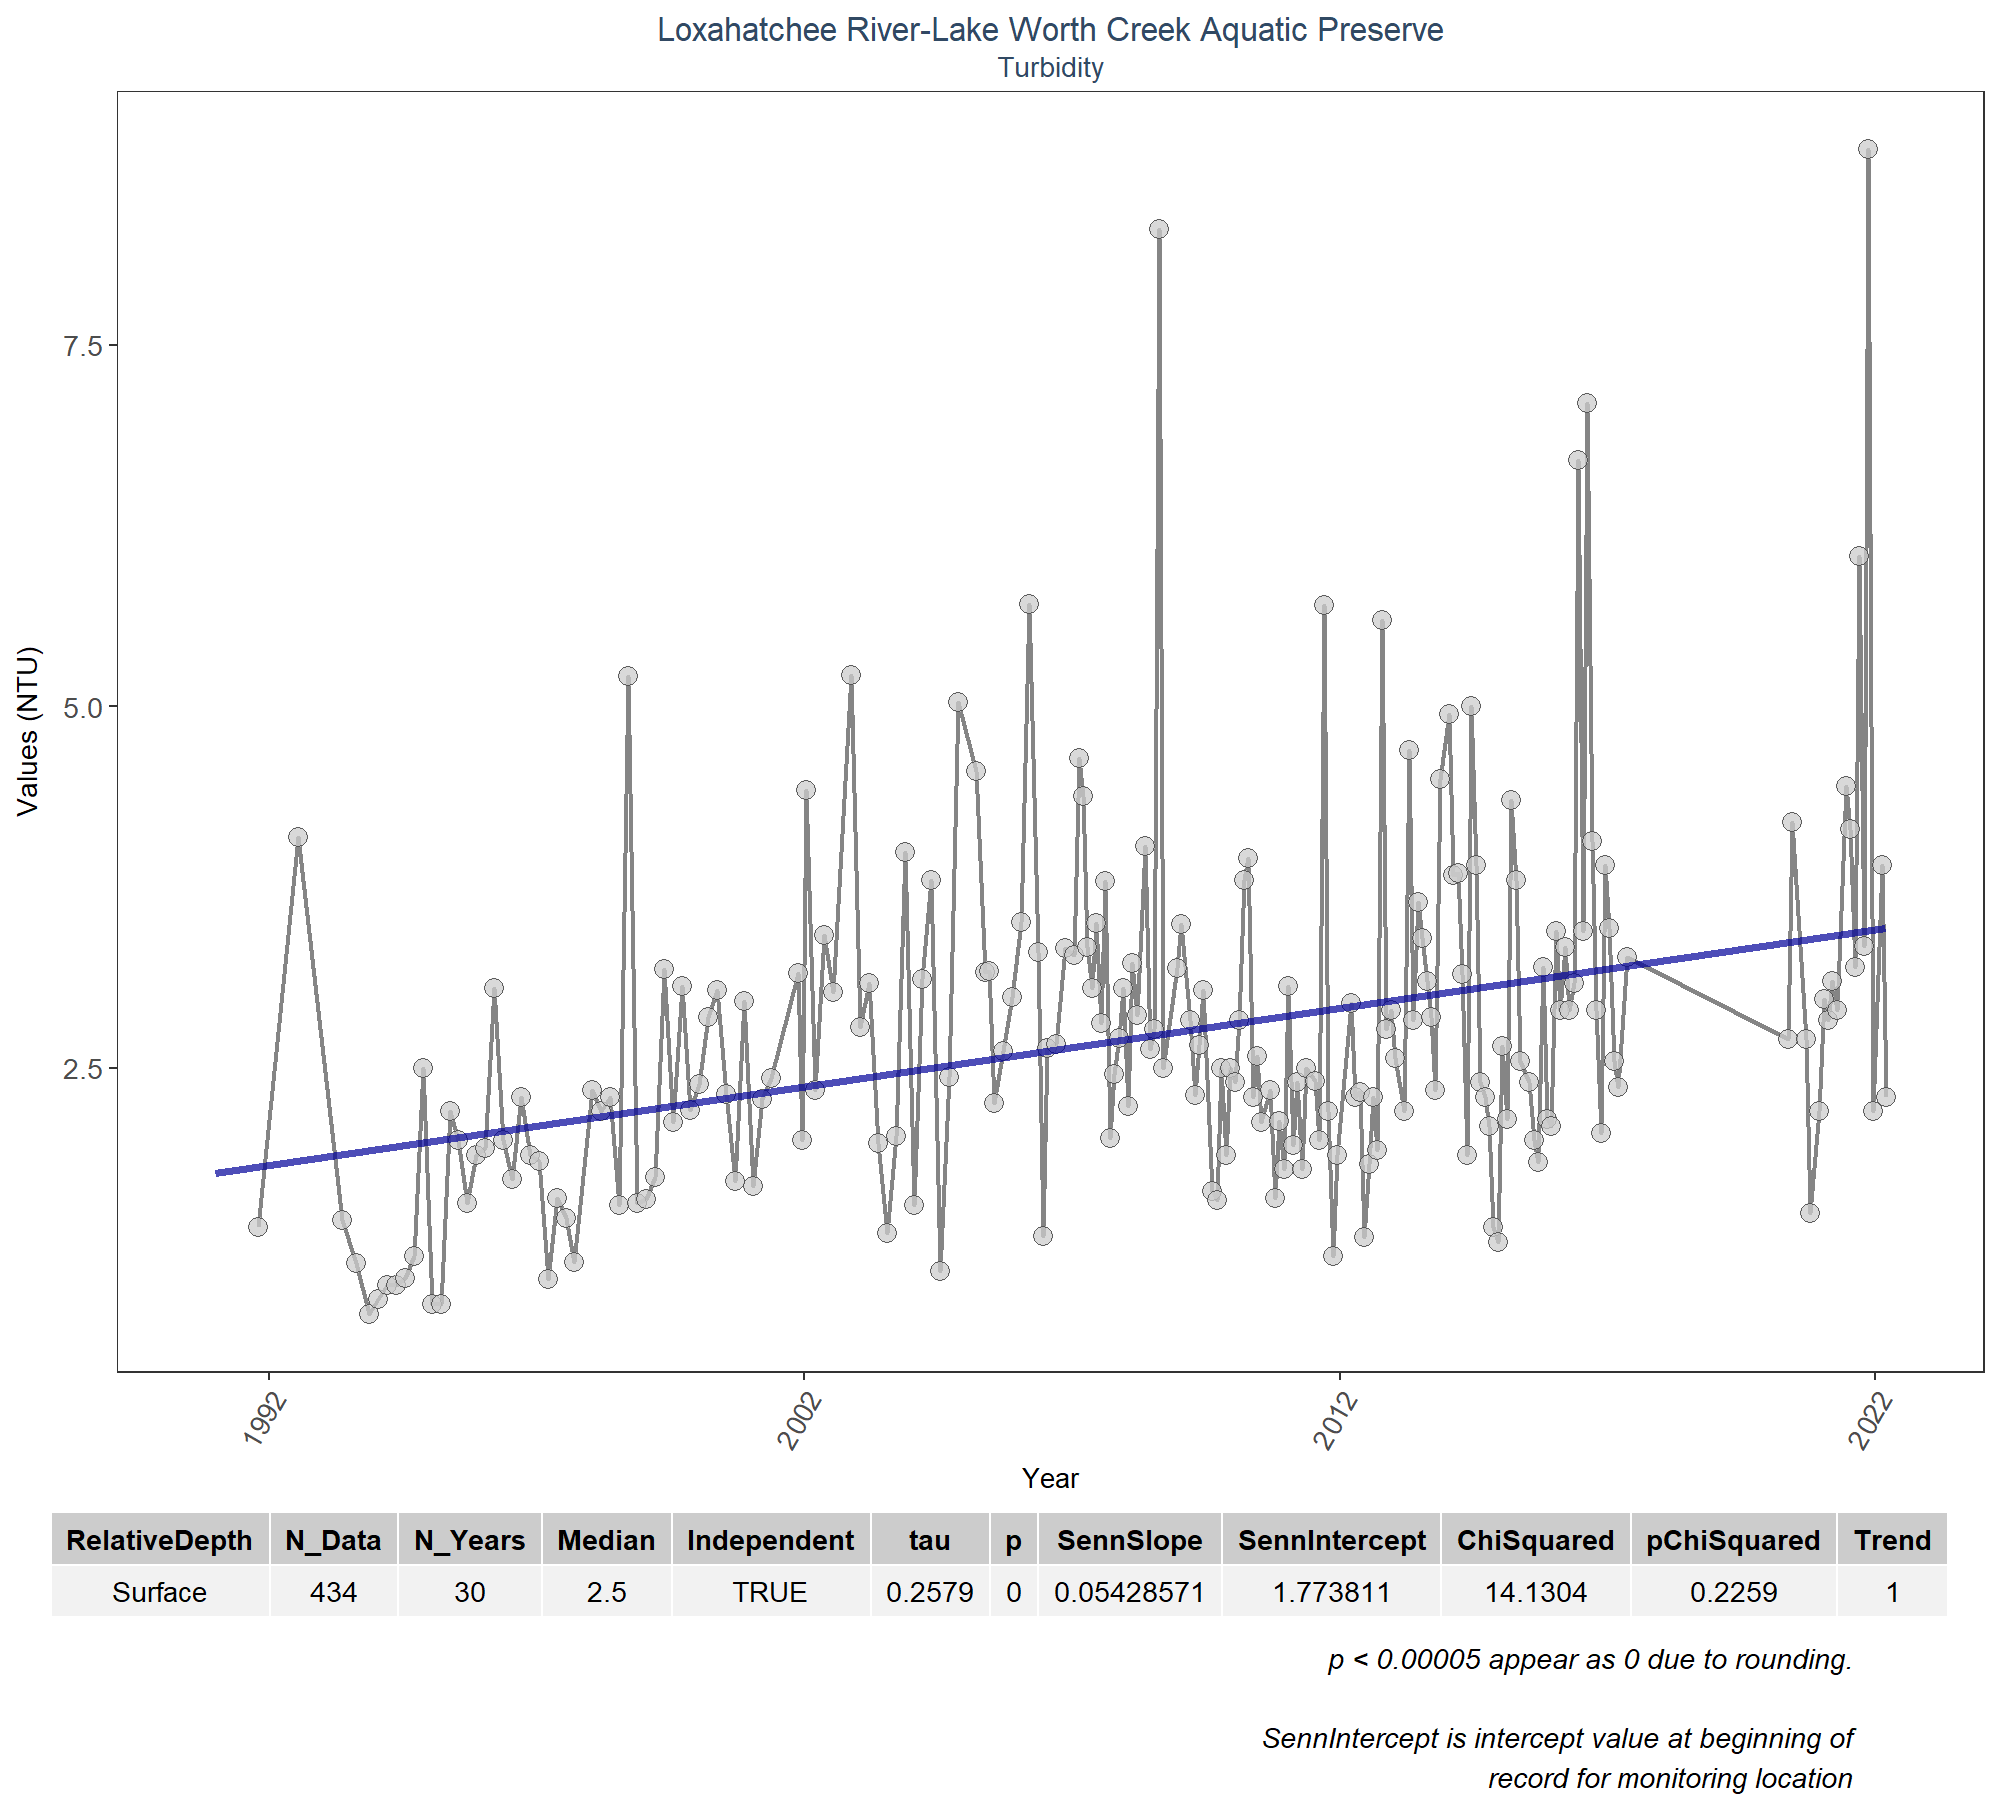 Loxahatchee River-Lake Worth Creek Aquatic Preserve
Turbidity
Values (NTU)
7.5
5.0
2.5
1992 2002 2012 2022
Year
RelativeDepth N_Data N_Years Median Independent tau p SennSlope SennIntercept ChiSquared pChiSquared Trend
Surface 434 30 2.5 TRUE 0.2579 0 0.05428571 1.773811 14.1304 0.2259 1
p < 0.00005 appear as 0 due to rounding.
SennIntercept is intercept value at beginning of
record for monitoring location